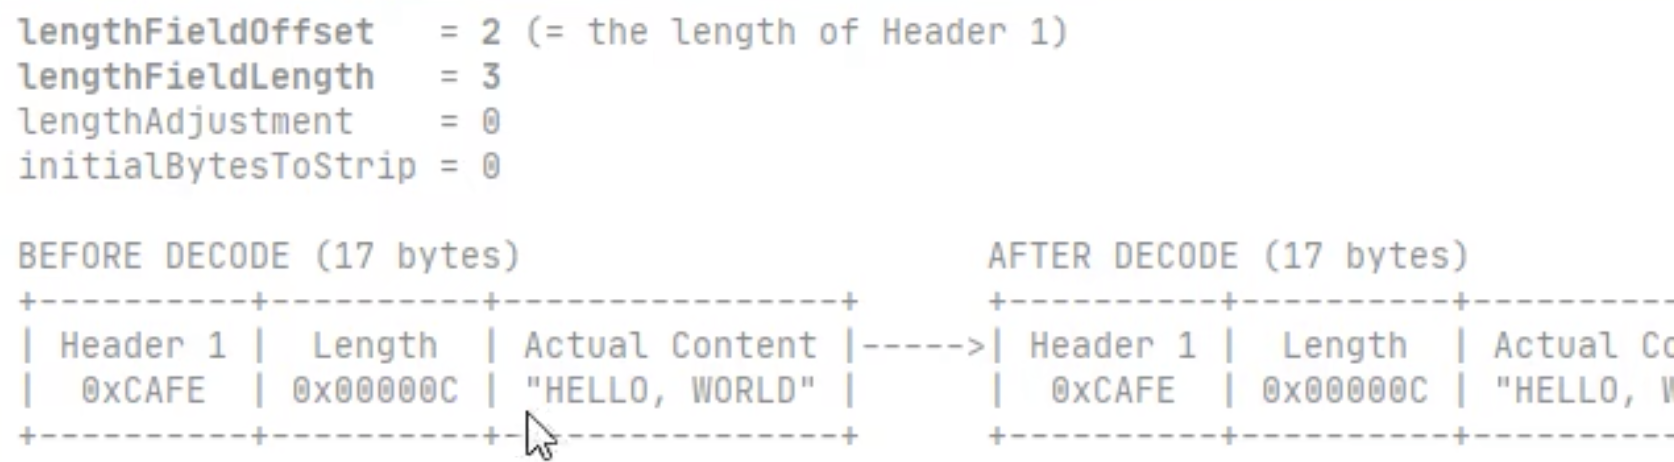 lengthFieldOffset   = 2 (= the length of Header 1)
lengthFieldLength   = 3
lengthAdjustment    = 0
initialBytesToStrip = 0
BEFORE DECODE (17 bytes)                      AFTER DECODE (17 bytes)
+----------+----------+----------------+      +----------+----------+----------
| Header 1 |  Length  | Actual Content |----->| Header 1 |  Length  | Actual
|  0xCAFE  | 0x00000C | "HELLO, WORLD" |      |  0xCAFE  | 0x00000C | "HELLO,
+----------+----------+----------------+      +----------+----------+----------